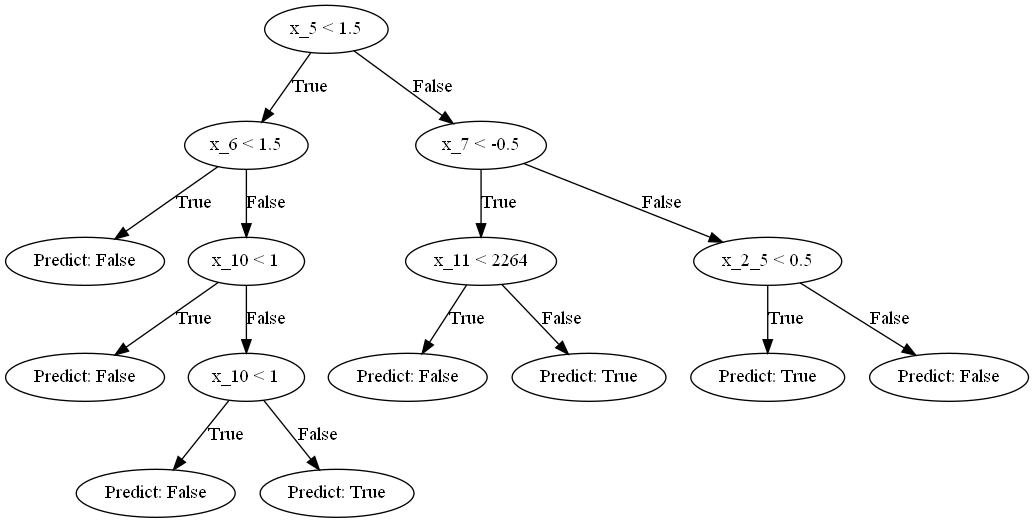 x_5 < 1.5
True
False
x_6 < 1.5
x_7 < -0.5
True
False
True
False
Predict: False
x_10 < 1
x_11 < 2264
x_2_5 < 0.5
True
False
True
False
True
False
Predict: False
x_10 < 1
Predict: False
Predict: True
Predict: True
Predict: False
True
False
Predict: False
Predict: True